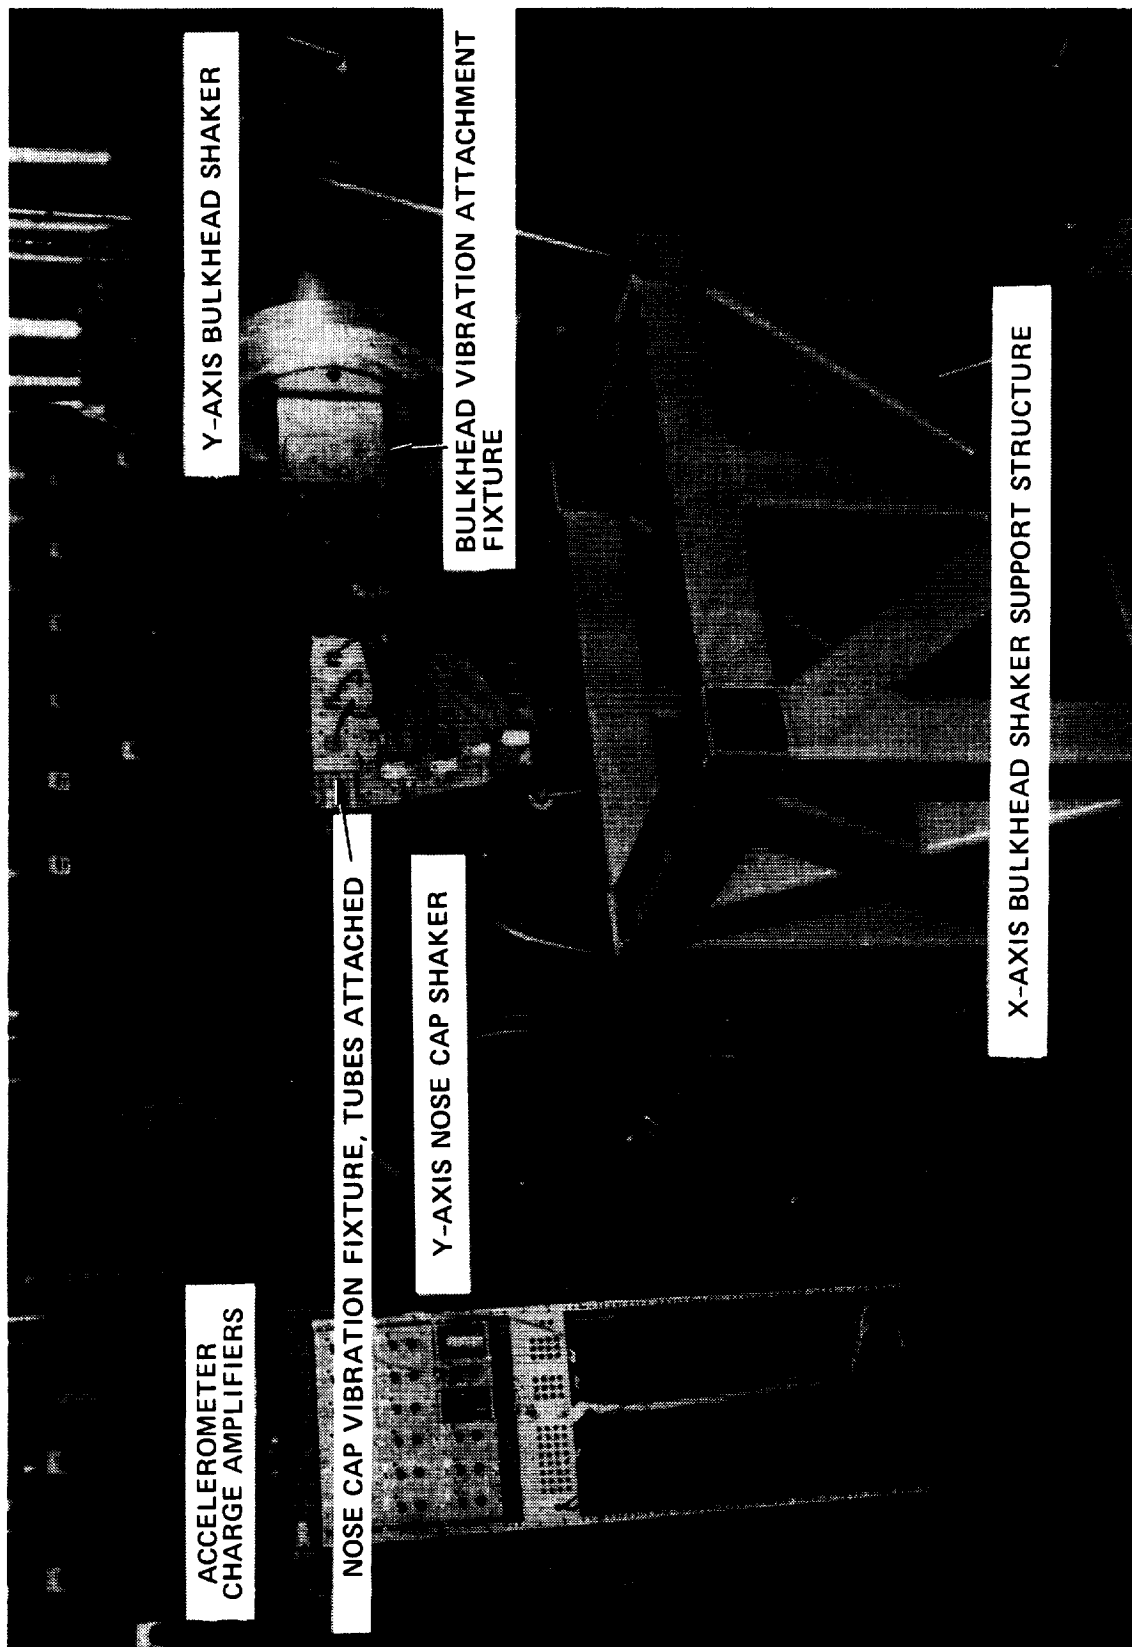 ACCELEROMETER
CHARGE AMPLIFIERS
Y-AXIS BULKHEAD SHAKER
NOSE CAP VIBRATION FIXTURE, TUBES ATTACHED
Y-AXIS NOSE CAP SHAKER
BULKHEAD VIBRATION ATTACHMENT
FIXTURE
X-AXIS BULKHEAD SHAKER SUPPORT STRUCTURE